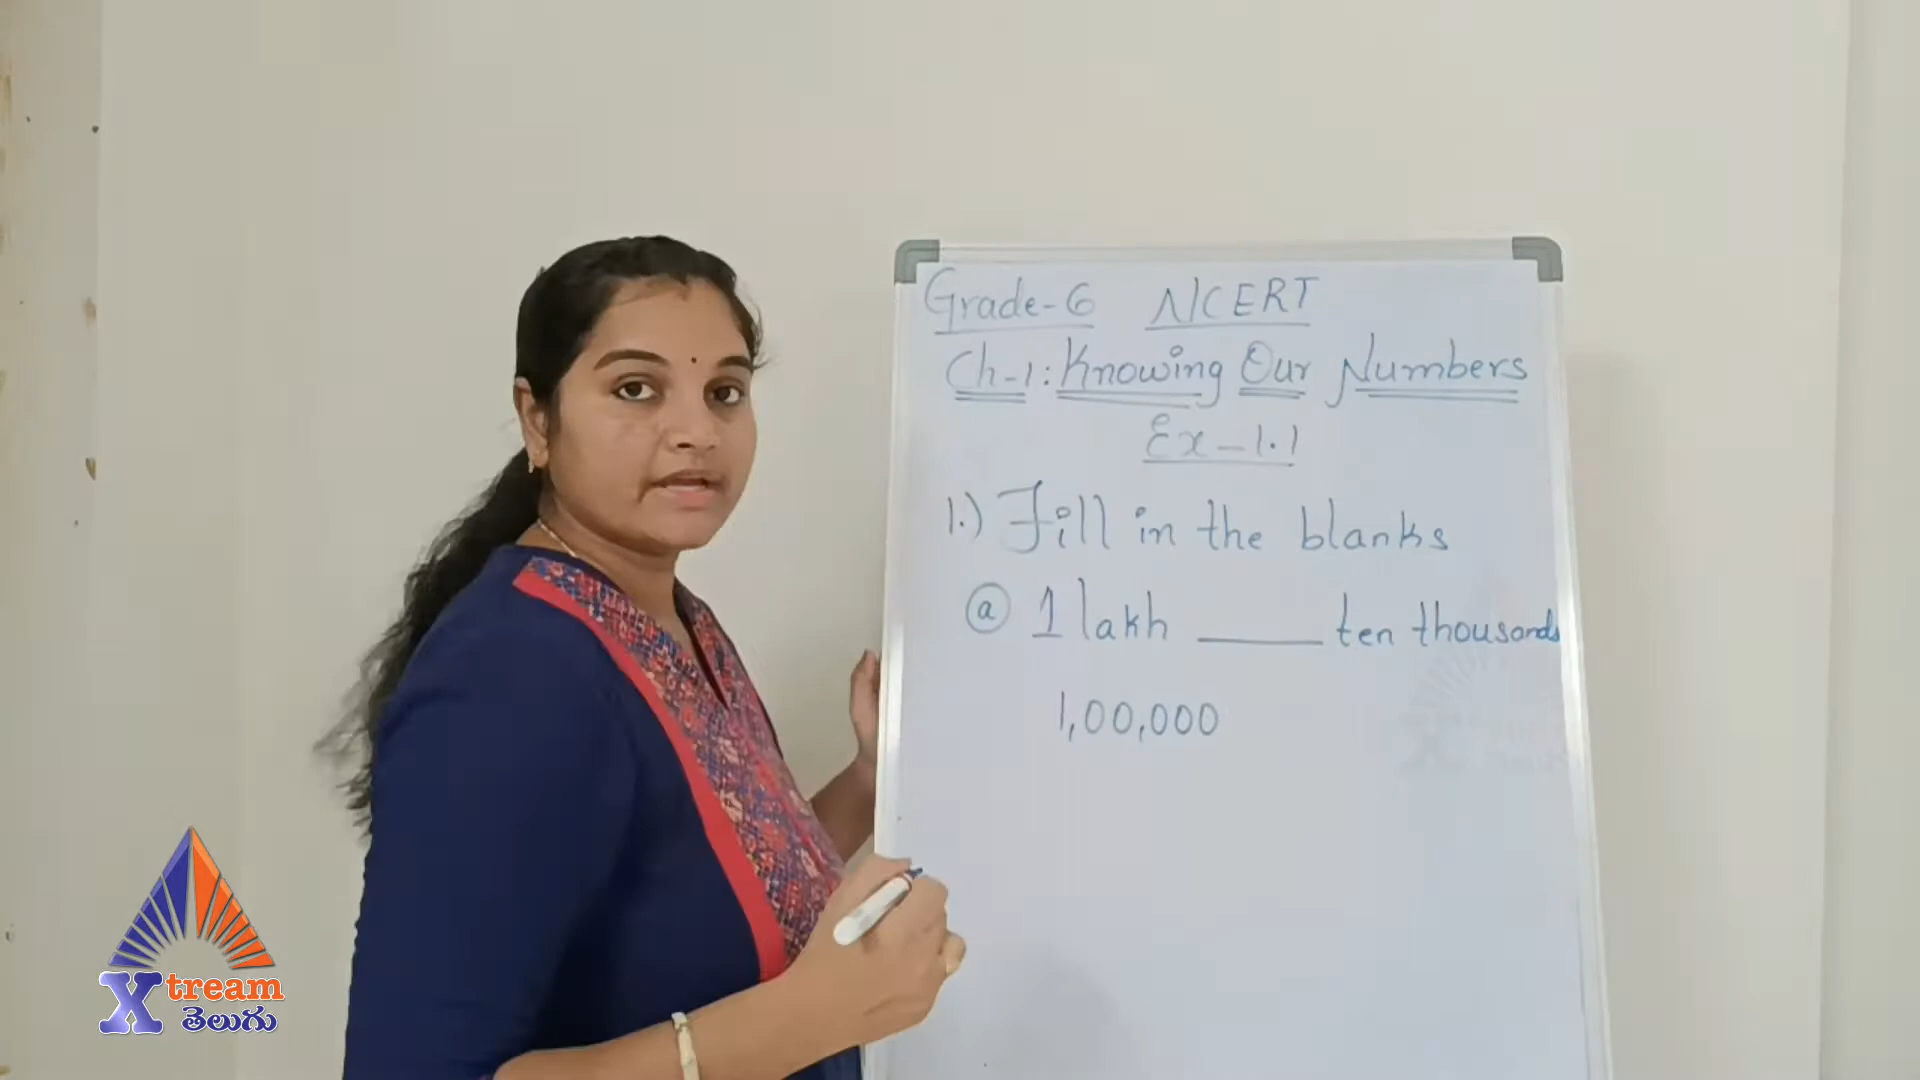 Grade-6 NCERT
Ch-1: Knowing Our Numbers
Ex-1.1
1.) Fill in the blanks
a 1 lakh ______ ten thousands
1,00,000
Xtream
తెలుగు